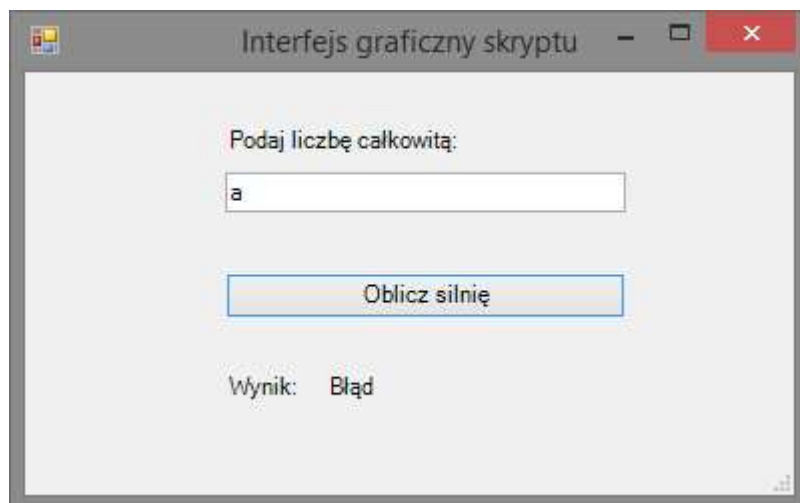 Interfejs graficzny skryptu
Podaj liczbę całkowitą:
a
Oblicz silnię
Wynik: Błąd